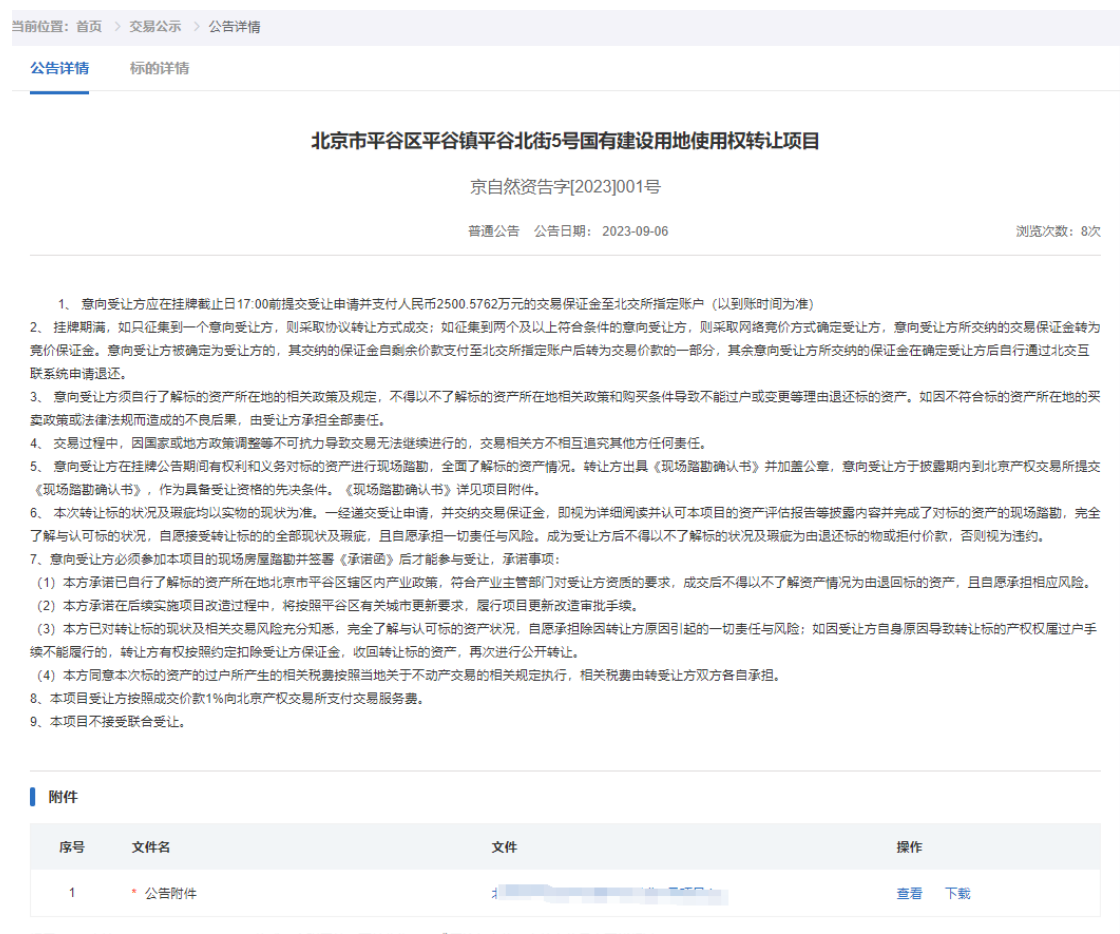 当前位置：首页 > 交易公示 > 公告详情
公告详情 标的详情
北京市平谷区平谷镇平谷北街5号国有建设用地使用权转让项目
京自然资告字[2023]001号
普通公告 公告日期： 2023-09-06 浏览次数：8次
1、 意向受让方应在挂牌截止日17:00前提交受让申请并支付人民币2500.5762万元的交易保证金至北交所指定账户（以到账时间为准）
2、 挂牌期满，如只征集到一个意向受让方，则采取协议转让方式成交；如征集到两个及以上符合条件的意向受让方，则采取网络竞价方式确定受让方，意向受让方所交纳的交易保证金转为
竞价保证金。意向受让方被确定为受让方的，其交纳的保证金自剩余价款支付至北交所指定账户后转为交易价款的一部分，其余意向受让方所交纳的保证金在确定受让方后自行通过北交互
联系统申请退还。
3、 意向受让方须自行了解标的资产所在地的相关政策及规定，不得以不了解标的资产所在地相关政策和购买条件导致不能过户或变更等理由退还标的资产。如因不符合标的资产所在地的买
卖政策或法律法规而造成的不良后果，由受让方承担全部责任。
4、 交易过程中，因国家或地方政策调整等不可抗力导致交易无法继续进行的，交易相关方不相互追究其他方任何责任。
5、 意向受让方在挂牌公告期间有权利和义务对标的资产进行现场踏勘，全面了解标的资产情况。转让方出具《现场踏勘确认书》并加盖公章，意向受让方于披露期内到北京产权交易所提交
《现场踏勘确认书》，作为具备受让资格的先决条件。《现场踏勘确认书》详见项目附件。
6、 本次转让标的状况及瑕疵均以实物的现状为准。一经递交受让申请，并交纳交易保证金，即视为详细阅读并认可本项目的资产评估报告等披露内容并完成了对标的资产的现场踏勘，完全
了解与认可标的状况，自愿接受转让标的的全部现状及瑕疵，且自愿承担一切责任与风险。成为受让方后不得以不了解标的状况及瑕疵为由退还标的物或拒付价款，否则视为违约。
7、意向受让方必须参加本项目的现场房屋踏勘并签署《承诺函》后才能参与受让，承诺事项：
（1）本方承诺已自行了解标的资产所在地北京市平谷区辖区内产业政策，符合产业主管部门对受让方资质的要求，成交后不得以不了解资产情况为由退回标的资产，且自愿承担相应风险。
（2）本方承诺在后续实施项目改造过程中，将按照平谷区有关城市更新要求，履行项目更新改造审批手续。
（3）本方已对转让标的现状及相关交易风险充分知悉，完全了解与认可标的资产状况，自愿承担除因转让方原因引起的一切责任与风险；如因受让方自身原因导致转让标的产权权属过户手
续不能履行的，转让方有权按照约定扣除受让方保证金，收回转让标的资产，再次进行公开转让。
（4）本方同意本次标的资产的过户所产生的相关税费按照当地关于不动产交易的相关规定执行，相关税费由转受让方双方各自承担。
8、本项目受让方按照成交价款1%向北京产权交易所支付交易服务费。
9、本项目不接受联合受让。
附件
序号 文件名 文件 操作
1 * 公告附件 查看 下载